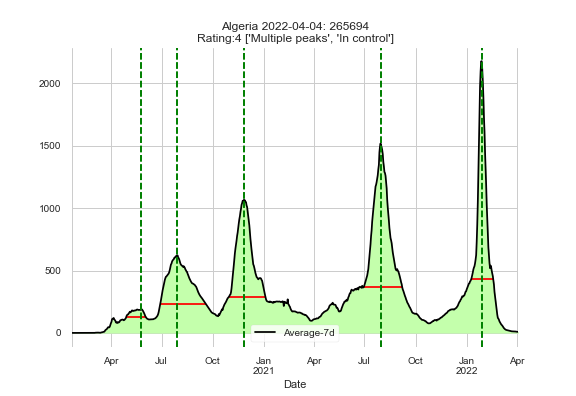 Algeria 2022-04-04: 265694
Rating:4 ['Multiple peaks', 'In control']
2000
1500
1000
500
0
Average-7d
Apr Jul Oct Jan Apr Jul Oct Jan Apr
2021 2022
Date